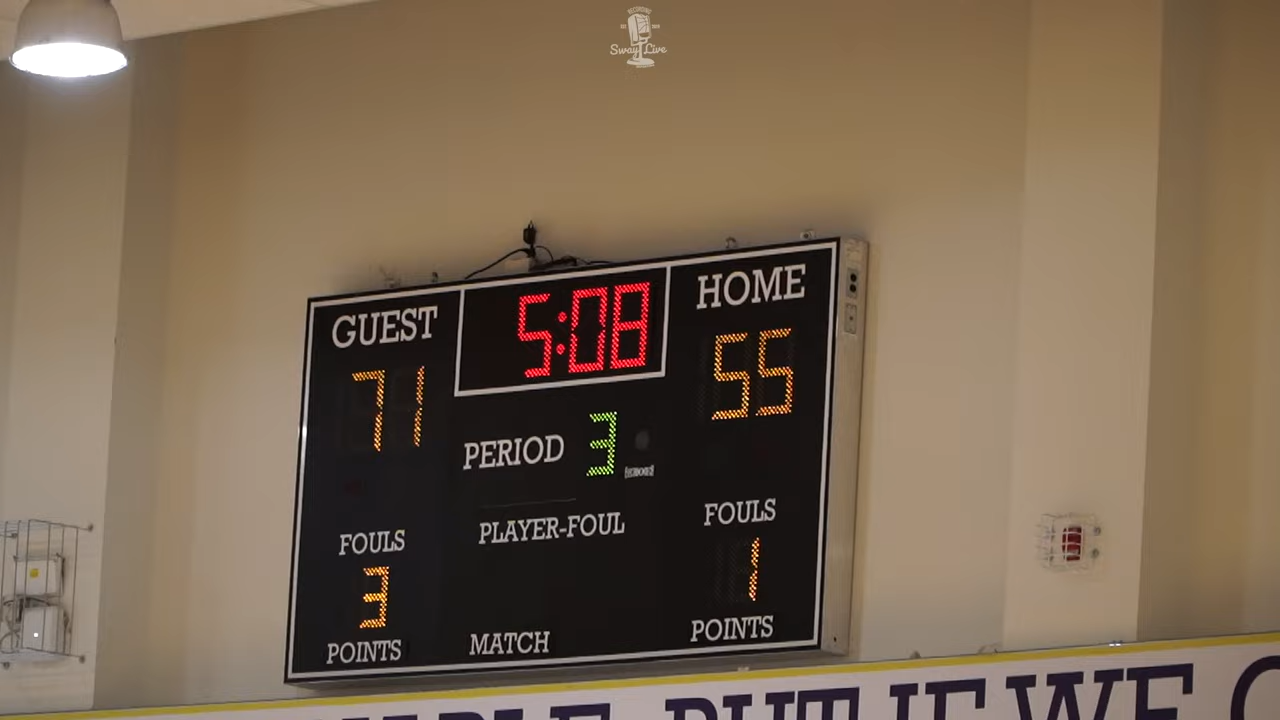 RECORDING
Sway Live
GUEST 5:08 HOME
71 55
PERIOD 3
FOULS PLAYER-FOUL FOULS
3 1
POINTS MATCH POINTS
BUT IF WE